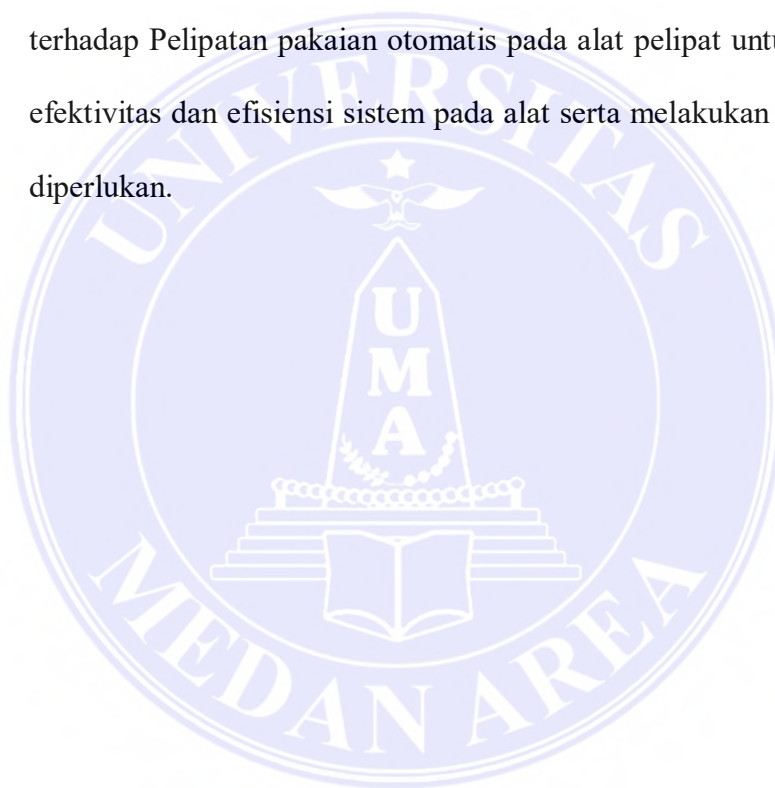 terhadap Pelipatan pakaian otomatis pada alat pelipat
efektivitas dan efisiensi sistem pada alat serta melakukan
diperlukan.
UNIVERSITAS
UMA
MEDAN AREA